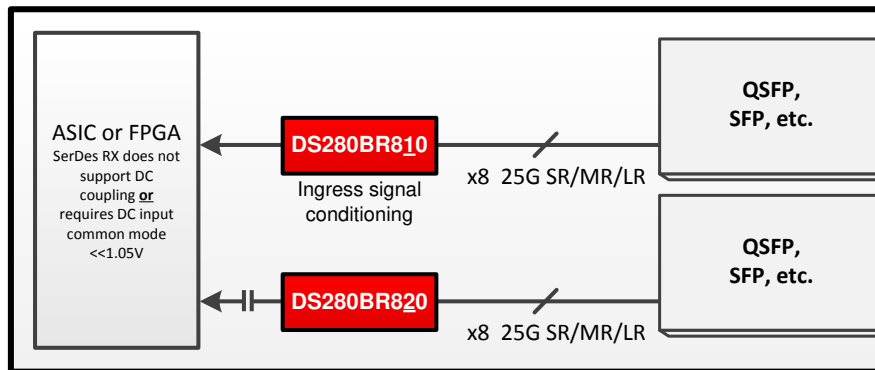 ASIC or FPGA
SerDes RX does not
support DC
coupling or
requires DC input
common mode
<<1.05V
DS280BR810
Ingress signal
conditioning
x8 25G SR/MR/LR
QSFP,
SFP, etc.
DS280BR820
x8 25G SR/MR/LR
QSFP,
SFP, etc.